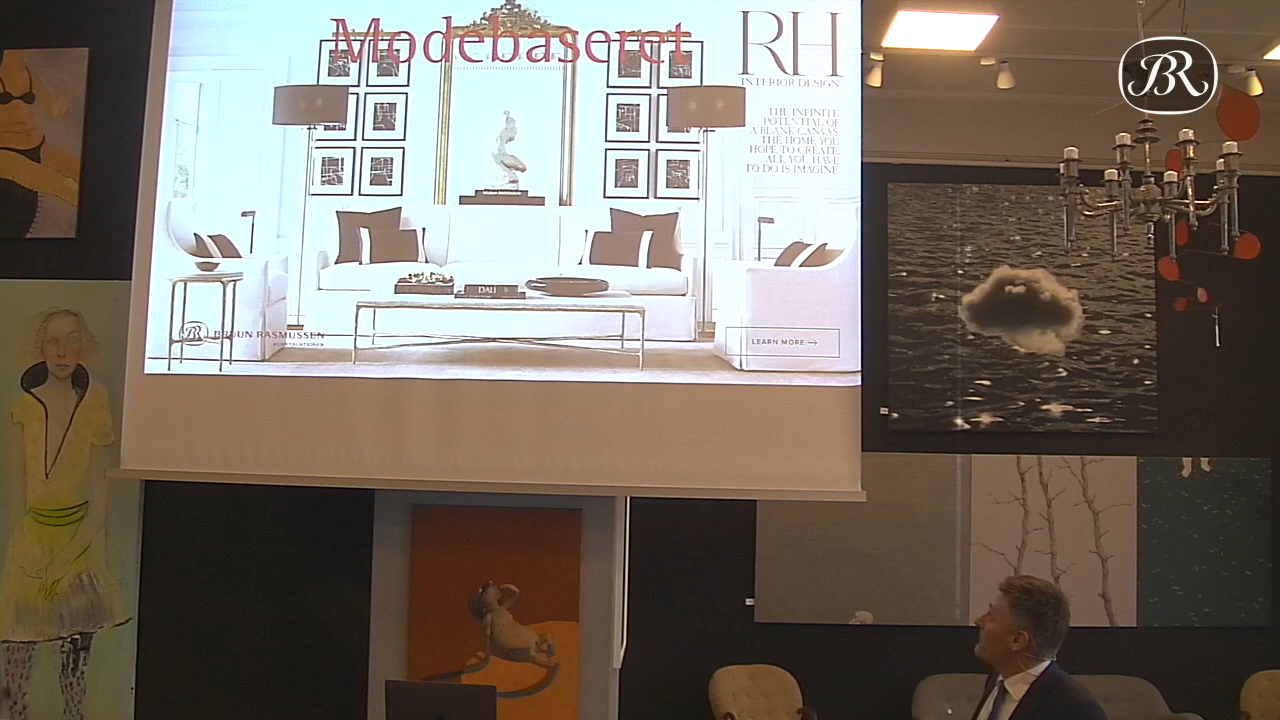 Modebaseret
RH
INTERIOR DESIGN
THE INFINITE
POTENTIAL OF
A BLANK CANVAS.
THE HOME YOU
HOPE TO CREATE.
ALL YOU HAVE
TO DO IS IMAGINE
DALI
BR BRUUN RASMUSSEN
KUNSTAUKTIONER
LEARN MORE →
BR